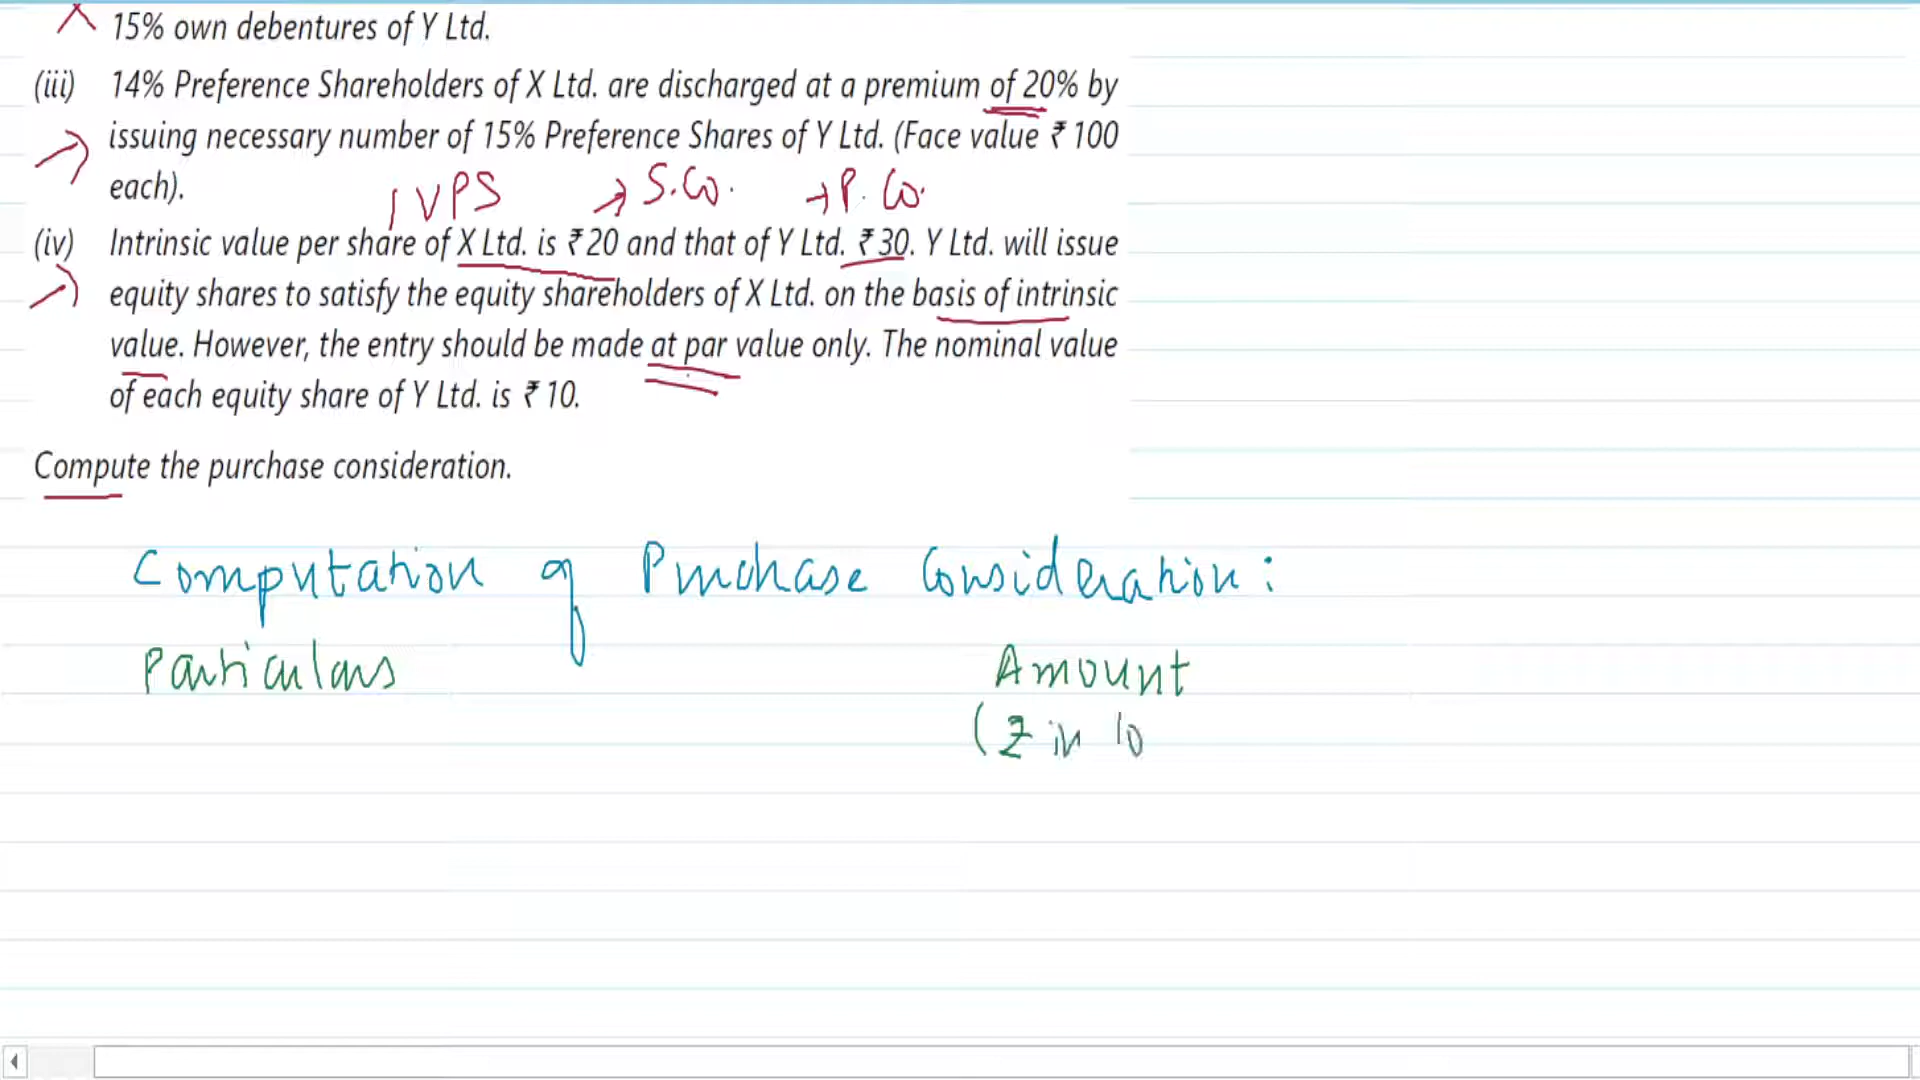 15% own debentures of Y Ltd.
(iii) 14% Preference Shareholders of X Ltd. are discharged at a premium of 20% by
issuing necessary number of 15% Preference Shares of Y Ltd. (Face value ₹ 100
each).
IVPS → S.Co. → P. Co.
(iv) Intrinsic value per share of X Ltd. is ₹ 20 and that of Y Ltd. ₹ 30. Y Ltd. will issue
equity shares to satisfy the equity shareholders of X Ltd. on the basis of intrinsic
value. However, the entry should be made at par value only. The nominal value
of each equity share of Y Ltd. is ₹ 10.
Compute the purchase consideration.
Computation of Purchase Consideration:
Particulars Amount
(₹ in lo